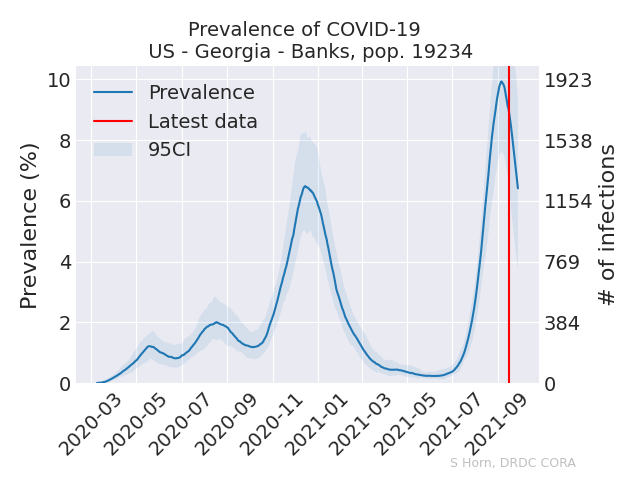 Prevalence of COVID-19
US - Georgia - Banks, pop. 19234
Prevalence
Latest data
95CI
Prevalence (%)
10
8
6
4
2
0
1923
1538
1154
769
384
0
# of infections
2020-03
2020-05
2020-07
2020-09
2020-11
2021-01
2021-03
2021-05
2021-07
2021-09
S Horn, DRDC CORA